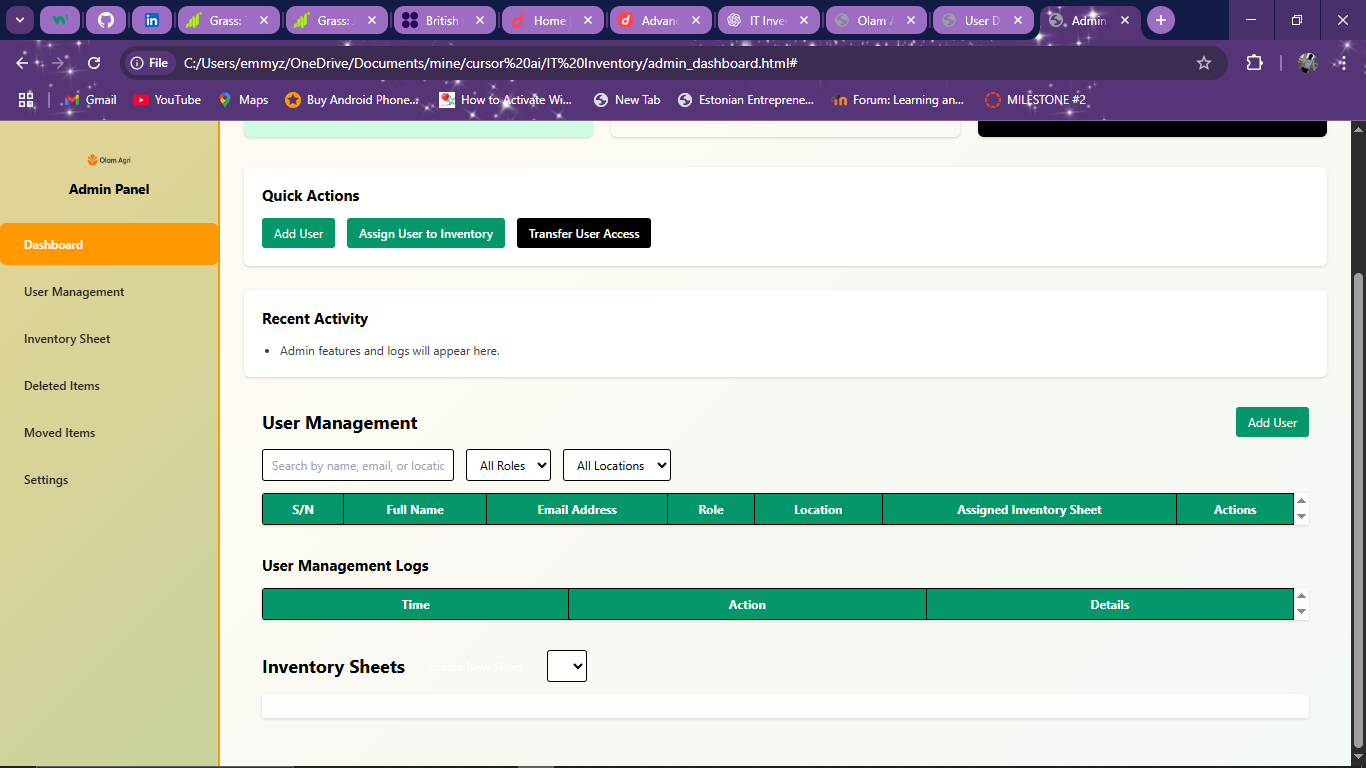 Grass:
Grass:
British
Home
Advanc
IT Inve
Olam A
User D
Admin
File
C:/Users/emmyz/OneDrive/Documents/mine/cursor%20ai/IT%20Inventory/admin_dashboard.html#
Gmail
YouTube
Maps
Buy Android Phone...
How to Activate Wi...
New Tab
Estonian Entreprene...
Forum: Learning an...
MILESTONE #2
Olam Agri
Admin Panel
Dashboard
User Management
Inventory Sheet
Deleted Items
Moved Items
Settings
Quick Actions
Add User
Assign User to Inventory
Transfer User Access
Recent Activity
• Admin features and logs will appear here.
User Management
Add User
Search by name, email, or locatic
All Roles
All Locations
S/N Full Name Email Address Role Location Assigned Inventory Sheet Actions
User Management Logs
Time Action Details
Inventory Sheets
Create New Sheet